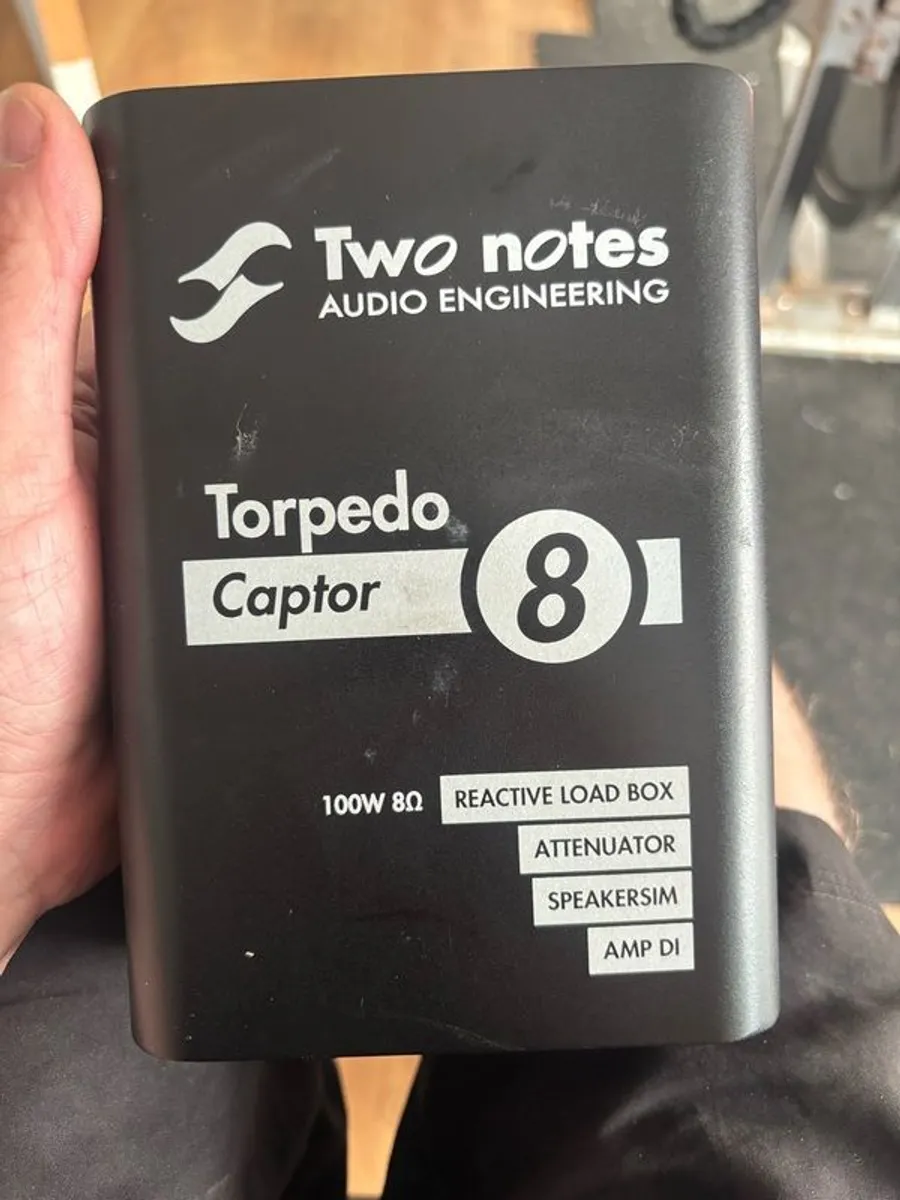 Two notes
AUDIO ENGINEERING
Torpedo
Captor 8
100W 8Ω REACTIVE LOAD BOX
ATTENUATOR
SPEAKERSIM
AMP DI